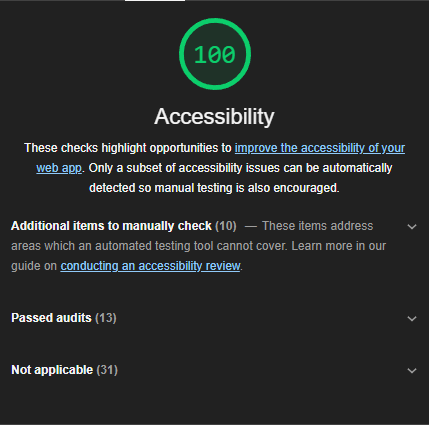 100
Accessibility
These checks highlight opportunities to improve the accessibility of your
web app. Only a subset of accessibility issues can be automatically
detected so manual testing is also encouraged.
Additional items to manually check (10) — These items address
areas which an automated testing tool cannot cover. Learn more in our
guide on conducting an accessibility review.
Passed audits (13)
Not applicable (31)